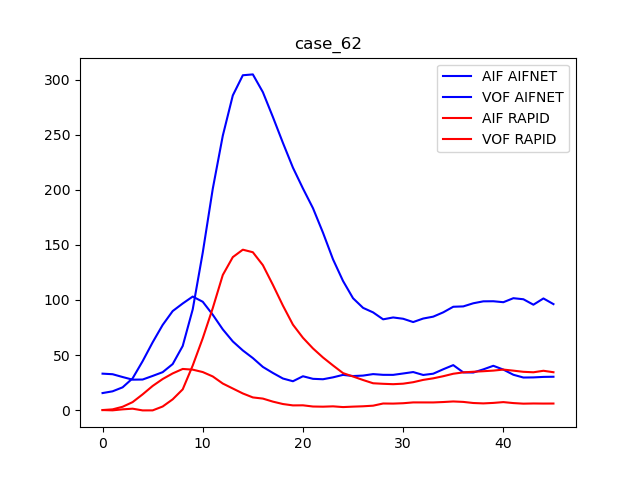 case_62
AIF AIFNET
VOF AIFNET
AIF RAPID
VOF RAPID
300
250
200
150
100
50
0
0 10 20 30 40